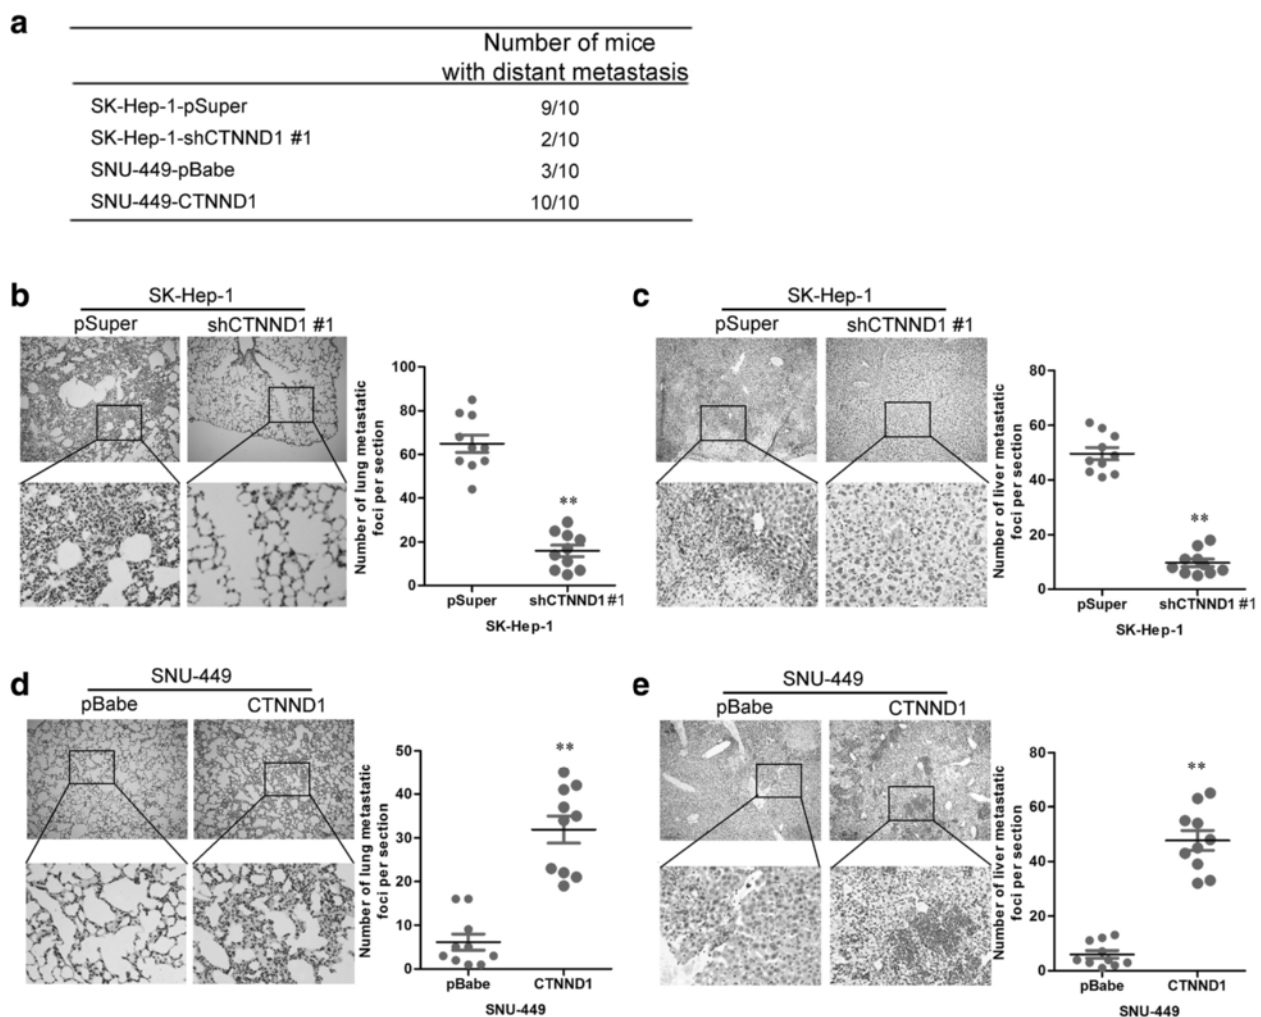 a
Number of mice
with distant metastasis
SK-Hep-1-pSuper 9/10
SK-Hep-1-shCTNND1 #1 2/10
SNU-449-pBabe 3/10
SNU-449-CTNND1 10/10
b
SK-Hep-1
pSuper shCTNND1 #1
Number of lung metastatic
foci per section
100
80
60
40
20
0
**
pSuper shCTNND1 #1
SK-Hep-1
c
SK-Hep-1
pSuper shCTNND1 #1
Number of liver metastatic
foci per section
80
60
40
20
0
**
pSuper shCTNND1 #1
SK-Hep-1
d
SNU-449
pBabe CTNND1
Number of lung metastatic
foci per section
50
40
30
20
10
0
**
pBabe CTNND1
SNU-449
e
SNU-449
pBabe CTNND1
Number of liver metastatic
foci per section
80
60
40
20
0
**
pBabe CTNND1
SNU-449